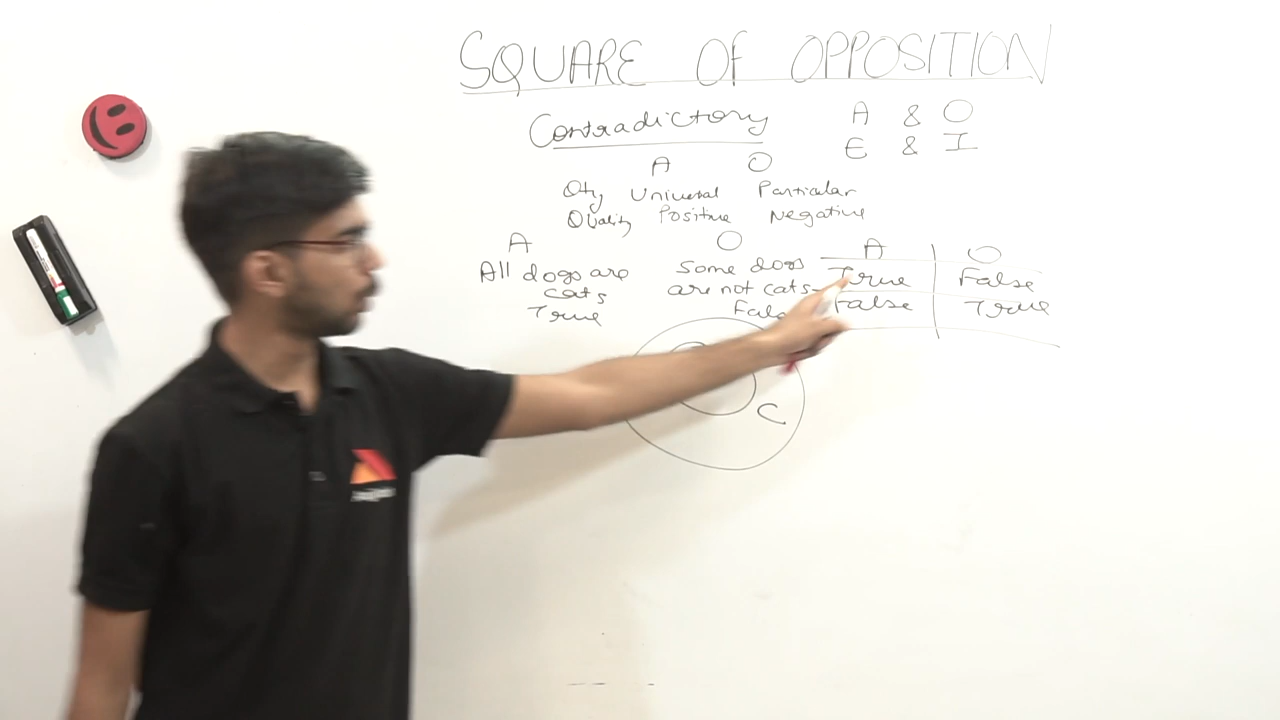 SQUARE OF OPPOSITION
Contradictory A & O
E & I
A O
Qty Universal Particular
Quality Positive Negative
A O
All dogs are cats
True
Some dogs are not cats
A O
True False
False True
C